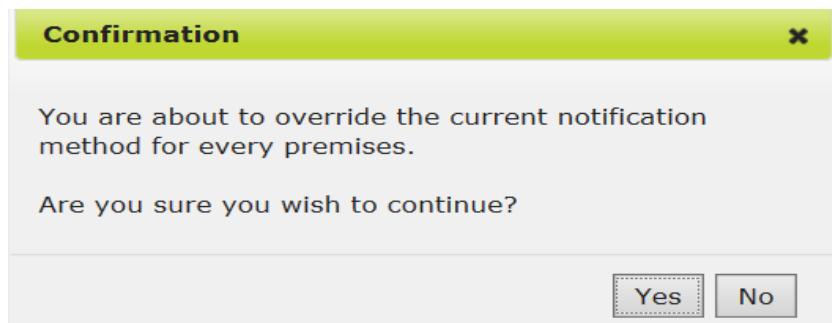 Confirmation
You are about to override the current notification
method for every premises.
Are you sure you wish to continue?
Yes No